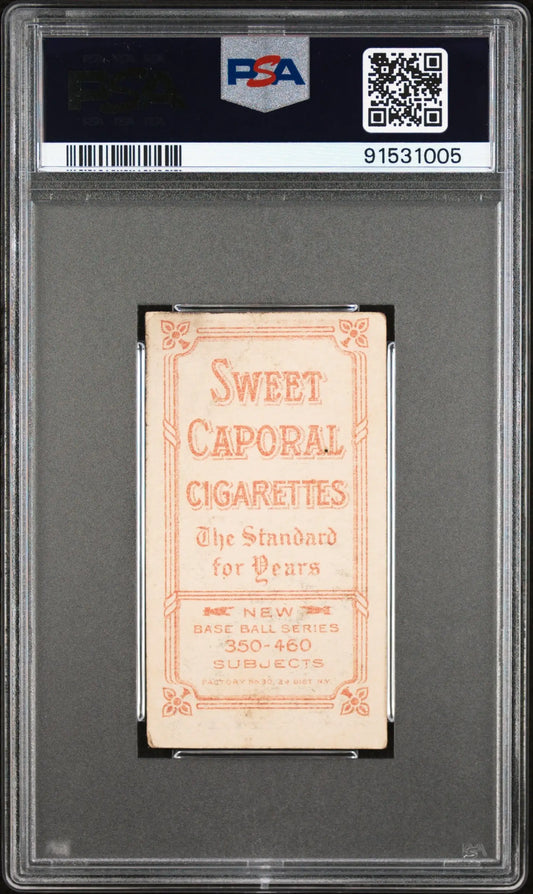 PSA
91531005
SWEET
CAPORAL
CIGARETTES
The Standard
for Years
NEW
BASE BALL SERIES
350-460
SUBJECTS
FACTORY No. 30, 2d DIST. N.Y.